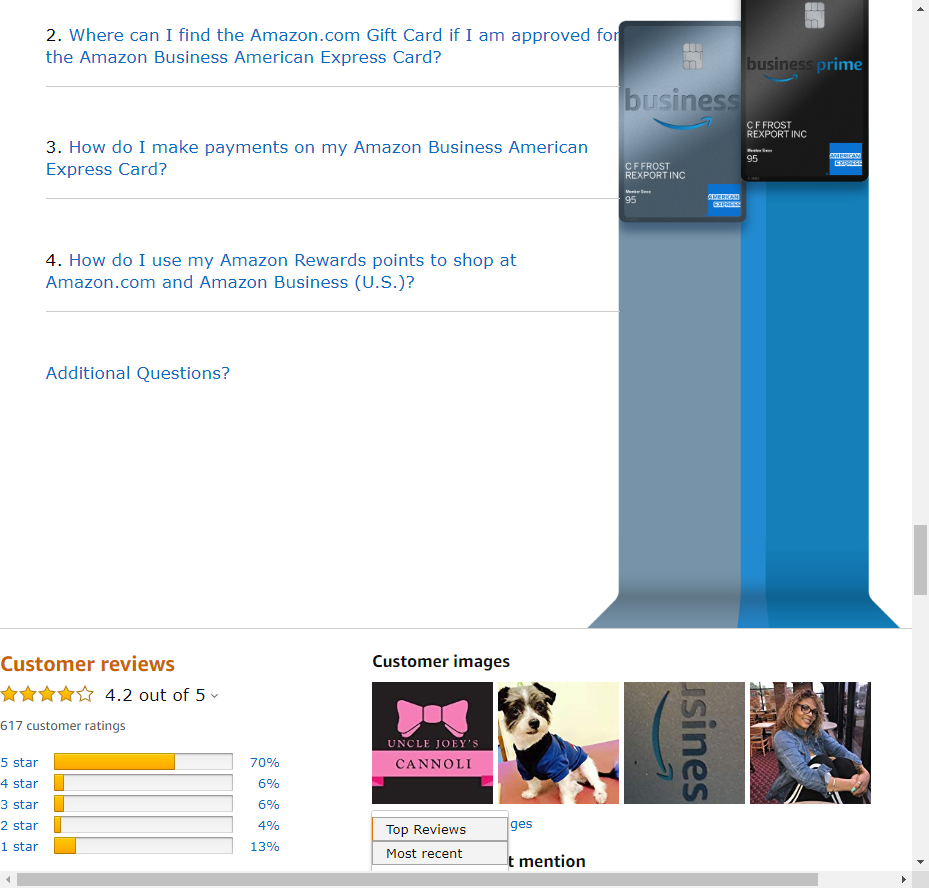 2. Where can I find the Amazon.com Gift Card if I am approved for
the Amazon Business American Express Card?
3. How do I make payments on my Amazon Business American
Express Card?
4. How do I use my Amazon Rewards points to shop at
Amazon.com and Amazon Business (U.S.)?
Additional Questions?
business
C F FROST
REXPORT INC
Member Since
95
AMERICAN
EXPRESS
business prime
C F FROST
REXPORT INC
Member Since
95
AMERICAN
EXPRESS
Customer reviews
4.2 out of 5
617 customer ratings
5 star 70%
4 star 6%
3 star 6%
2 star 4%
1 star 13%
Customer images
UNCLE JOEY'S
CANNOLI
usines
ges
Top Reviews
Most recent
t mention